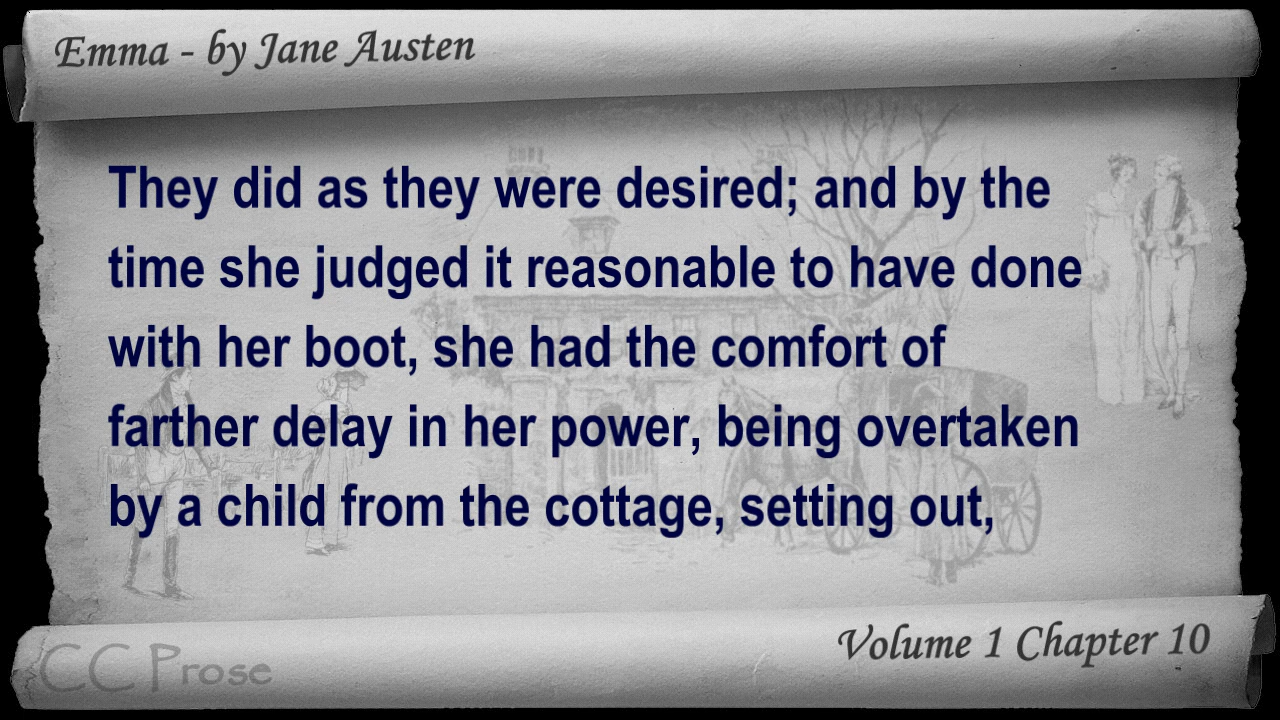 Emma - by Jane Austen
They did as they were desired; and by the
time she judged it reasonable to have done
with her boot, she had the comfort of
farther delay in her power, being overtaken
by a child from the cottage, setting out,
Volume 1 Chapter 10
CC Prose